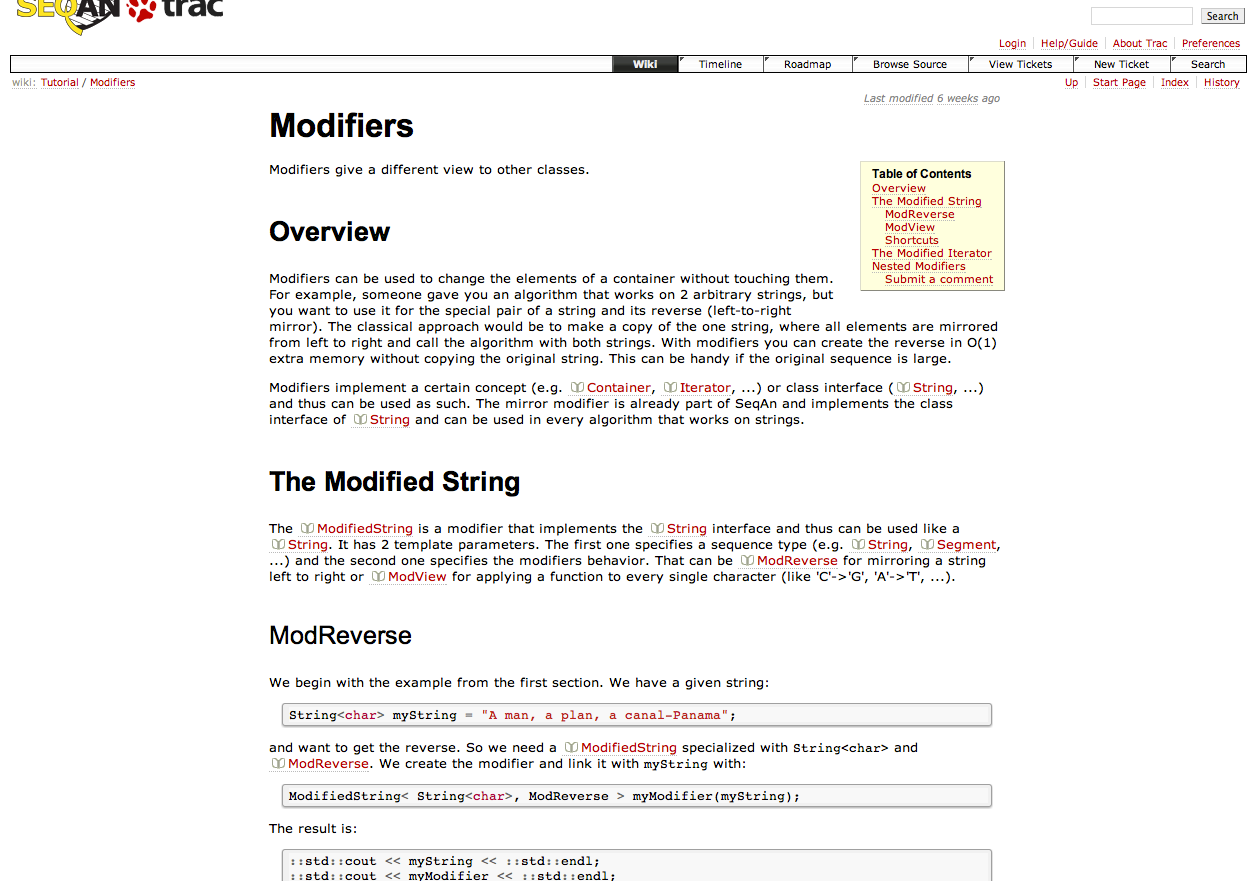 SEQAN trac
Search
Login Help/Guide About Trac Preferences
Wiki Timeline Roadmap Browse Source View Tickets New Ticket Search
wiki: Tutorial / Modifiers
Up Start Page Index History
Last modified 6 weeks ago
Modifiers
Modifiers give a different view to other classes.
Table of Contents
Overview
The Modified String
ModReverse
ModView
Shortcuts
The Modified Iterator
Nested Modifiers
Submit a comment
Overview
Modifiers can be used to change the elements of a container without touching them.
For example, someone gave you an algorithm that works on 2 arbitrary strings, but
you want to use it for the special pair of a string and its reverse (left-to-right
mirror). The classical approach would be to make a copy of the one string, where all elements are mirrored
from left to right and call the algorithm with both strings. With modifiers you can create the reverse in O(1)
extra memory without copying the original string. This can be handy if the original sequence is large.
Modifiers implement a certain concept (e.g. Container, Iterator, ...) or class interface (String, ...)
and thus can be used as such. The mirror modifier is already part of SeqAn and implements the class
interface of String and can be used in every algorithm that works on strings.
The Modified String
The ModifiedString is a modifier that implements the String interface and thus can be used like a
String. It has 2 template parameters. The first one specifies a sequence type (e.g. String, Segment,
...) and the second one specifies the modifiers behavior. That can be ModReverse for mirroring a string
left to right or ModView for applying a function to every single character (like 'C'->'G', 'A'->'T', ...).
ModReverse
We begin with the example from the first section. We have a given string:
String<char> myString = "A man, a plan, a canal-Panama";
and want to get the reverse. So we need a ModifiedString specialized with String<char> and
ModReverse. We create the modifier and link it with myString with:
ModifiedString< String<char>, ModReverse > myModifier(myString);
The result is:
::std::cout << myString << ::std::endl;
::std::cout << myModifier << ::std::endl;